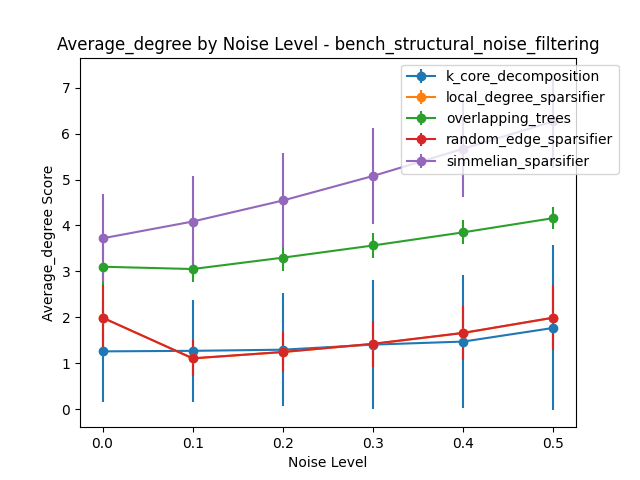 Average_degree by Noise Level - bench_structural_noise_filtering
k_core_decomposition
local_degree_sparsifier
overlapping_trees
random_edge_sparsifier
simmelian_sparsifier
Average_degree Score
7
6
5
4
3
2
1
0
0.0 0.1 0.2 0.3 0.4 0.5
Noise Level